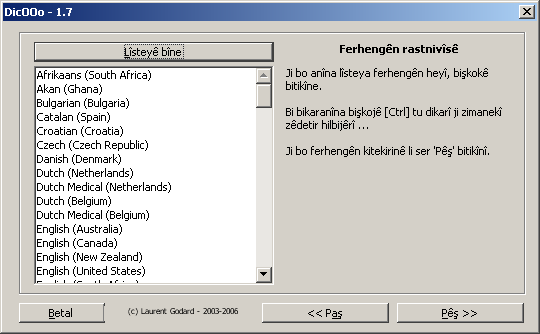 DicOOo - 1.7
Lîsteyê bîne
Afrikaans (South Africa)
Akan (Ghana)
Bulgarian (Bulgaria)
Catalan (Spain)
Croatian (Croatia)
Czech (Czech Republic)
Danish (Denmark)
Dutch (Netherlands)
Dutch Medical (Netherlands)
Dutch (Belgium)
Dutch Medical (Belgium)
English (Australia)
English (Canada)
English (New Zealand)
English (United States)
English (South Africa)
Ferhengên rastnivîsê
Ji bo anîna lîsteya ferhengên heyî, bişkokê
bitikîne.
Bi bikaranîna bişkojê [Ctrl] tu dikarî ji zimanekî
zêdetir hilbijêrî ...
Ji bo ferhengên kitekirinê li ser 'Pêş' bitikînî.
Betal
(c) Laurent Godard - 2003-2006
<< Paş
Pêş >>